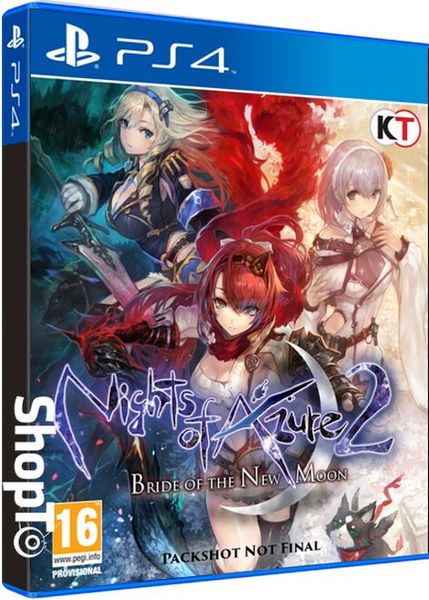 PS4
PS4
KT
Nights of Azure 2
BRIDE OF THE NEW MOON
ShopTo
16
www.pegi.info
PROVISIONAL
PACKSHOT NOT FINAL